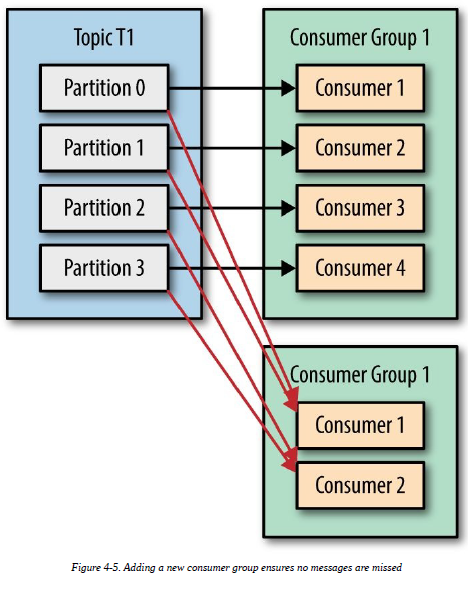 Topic T1
Partition 0
Partition 1
Partition 2
Partition 3
Consumer Group 1
Consumer 1
Consumer 2
Consumer 3
Consumer 4
Consumer Group 1
Consumer 1
Consumer 2
Figure 4-5. Adding a new consumer group ensures no messages are missed